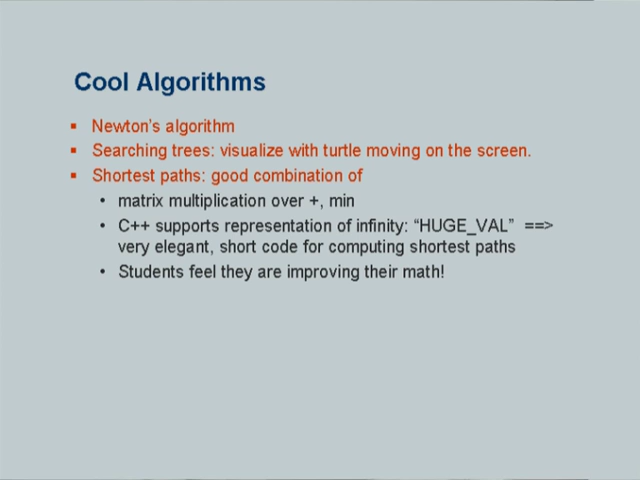 Cool Algorithms
▪ Newton's algorithm
▪ Searching trees: visualize with turtle moving on the screen.
▪ Shortest paths: good combination of
• matrix multiplication over +, min
• C++ supports representation of infinity: “HUGE_VAL” ==>
very elegant, short code for computing shortest paths
• Students feel they are improving their math!